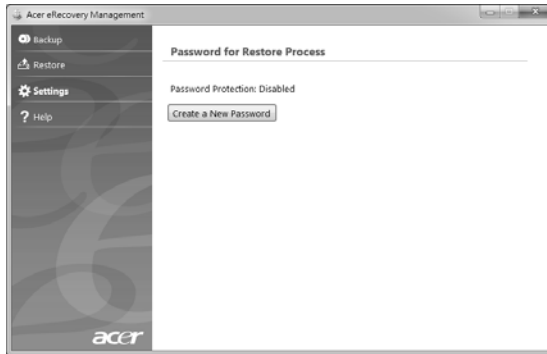 Acer eRecovery Management
Backup
Restore
Settings
? Help
Password for Restore Process
Password Protection: Disabled
Create a New Password
acer